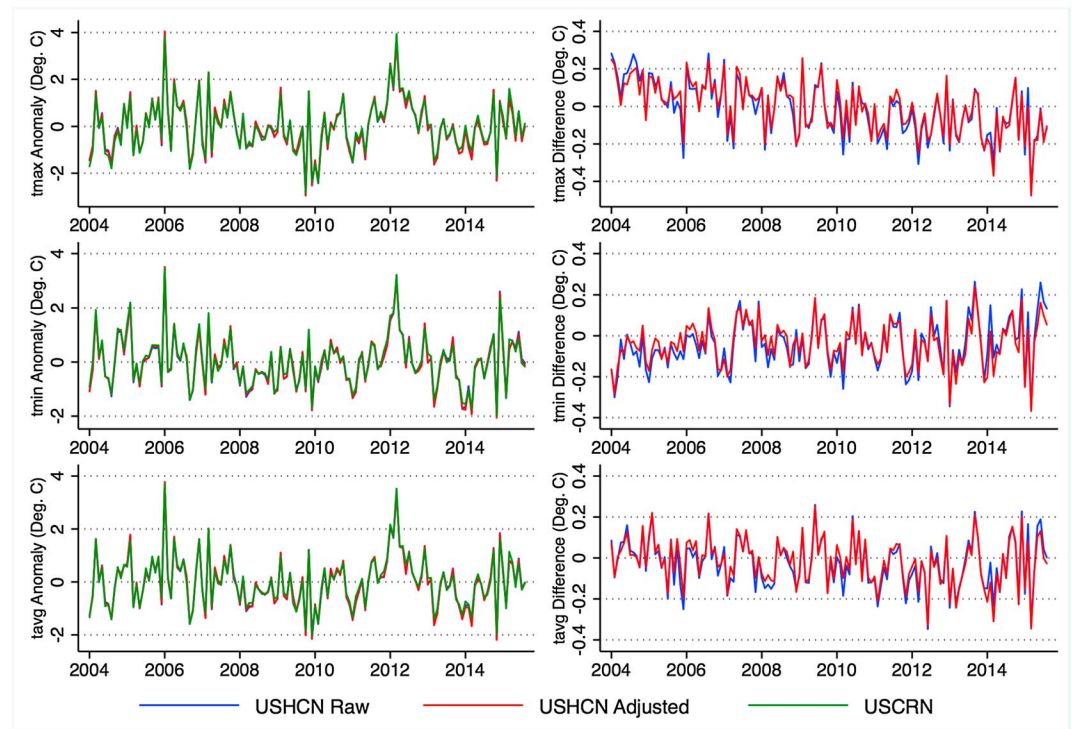 tmax Anomaly (Deg. C)
4
2
0
-2
2004 2006 2008 2010 2012 2014
tmax Difference (Deg. C)
0.4
0.2
0
-0.2
-0.4
2004 2006 2008 2010 2012 2014
tmin Anomaly (Deg. C)
4
2
0
-2
2004 2006 2008 2010 2012 2014
tmin Difference (Deg. C)
0.4
0.2
0
-0.2
-0.4
2004 2006 2008 2010 2012 2014
tavg Anomaly (Deg. C)
4
2
0
-2
2004 2006 2008 2010 2012 2014
tavg Difference (Deg. C)
0.4
0.2
0
-0.2
-0.4
2004 2006 2008 2010 2012 2014
USHCN Raw USHCN Adjusted USCRN